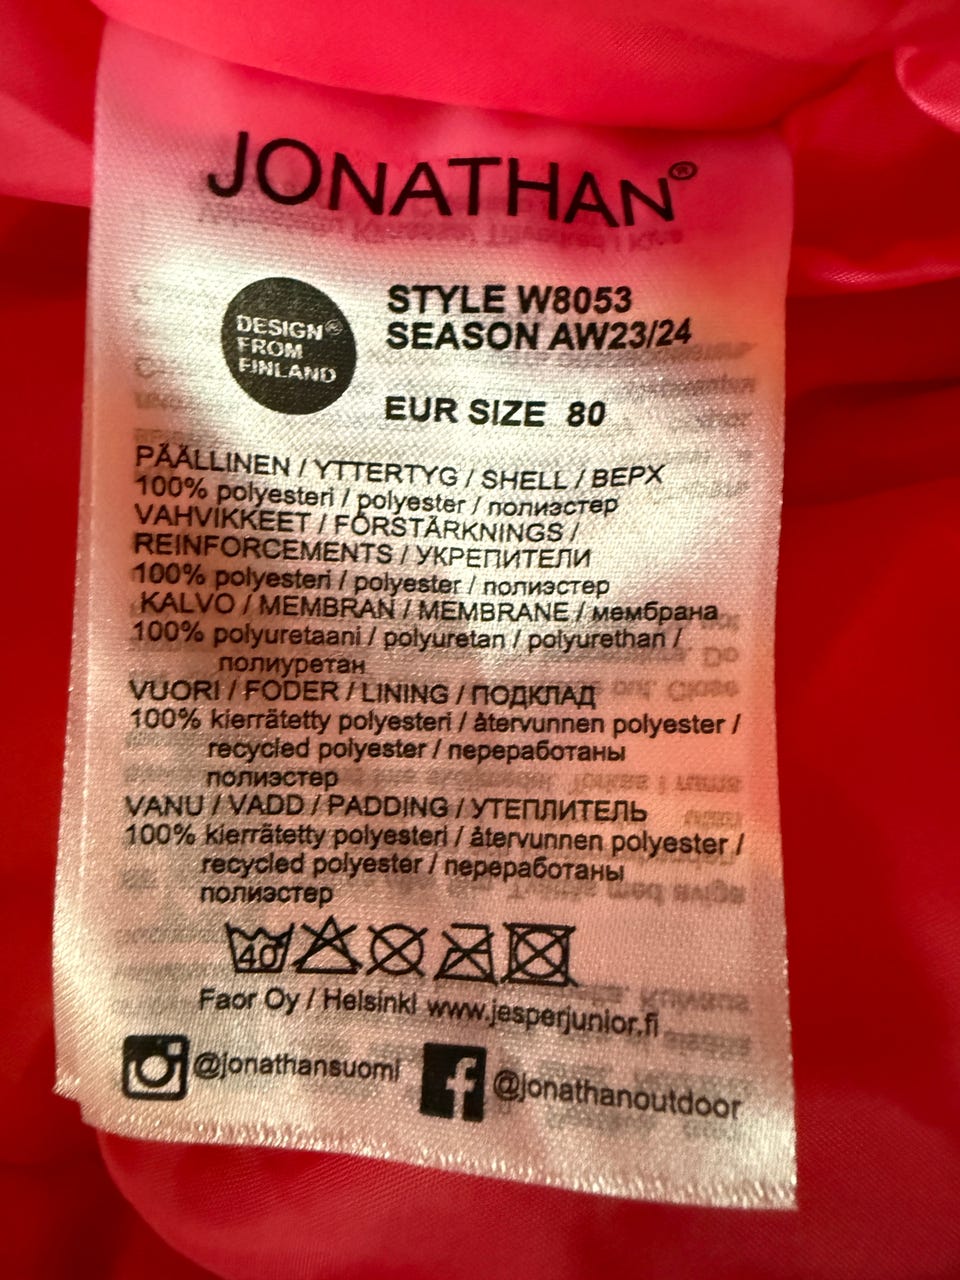 JONATHAN®
DESIGN®
FROM
FINLAND
STYLE W8053
SEASON AW23/24
EUR SIZE 80
PÄÄLLINEN / YTTERTYG / SHELL / ВЕРХ
100% polyesteri / polyester / полиэстер
VAHVIKKEET / FÖRSTÄRKNINGS /
REINFORCEMENTS / УКРЕПИТЕЛИ
100% polyesteri / polyester / полиэстер
KALVO / MEMBRAN / MEMBRANE / мембрана
100% polyuretaani / polyuretan / polyurethan /
полиуретан
VUORI / FODER / LINING / ПОДКЛАД
100% kierrätetty polyesteri / återvunnen polyester /
recycled polyester / переработаны
полиэстер
VANU / VADD / PADDING / УТЕПЛИТЕЛЬ
100% kierrätetty polyesteri / återvunnen polyester /
recycled polyester / переработаны
полиэстер
40
Faor Oy / Helsinki www.jesperjunior.fi
@jonathansuomi
@jonathanoutdoor